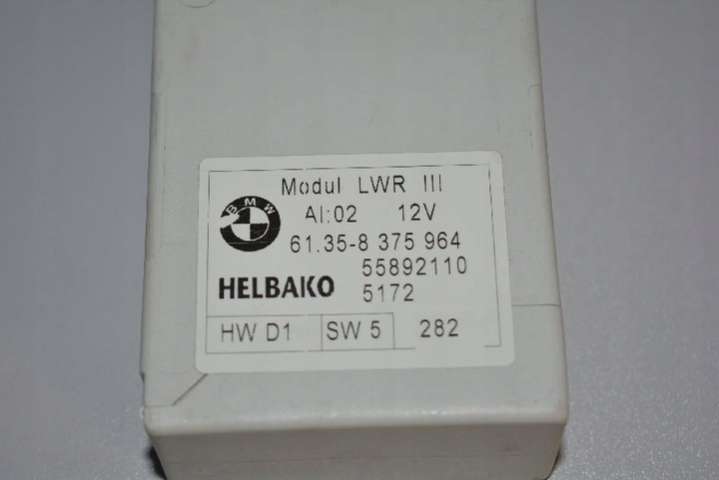 Modul LWR III
BMW
AI:02 12V
61.35-8 375 964
55892110
HELBAKO 5172
HW D1 SW 5 282